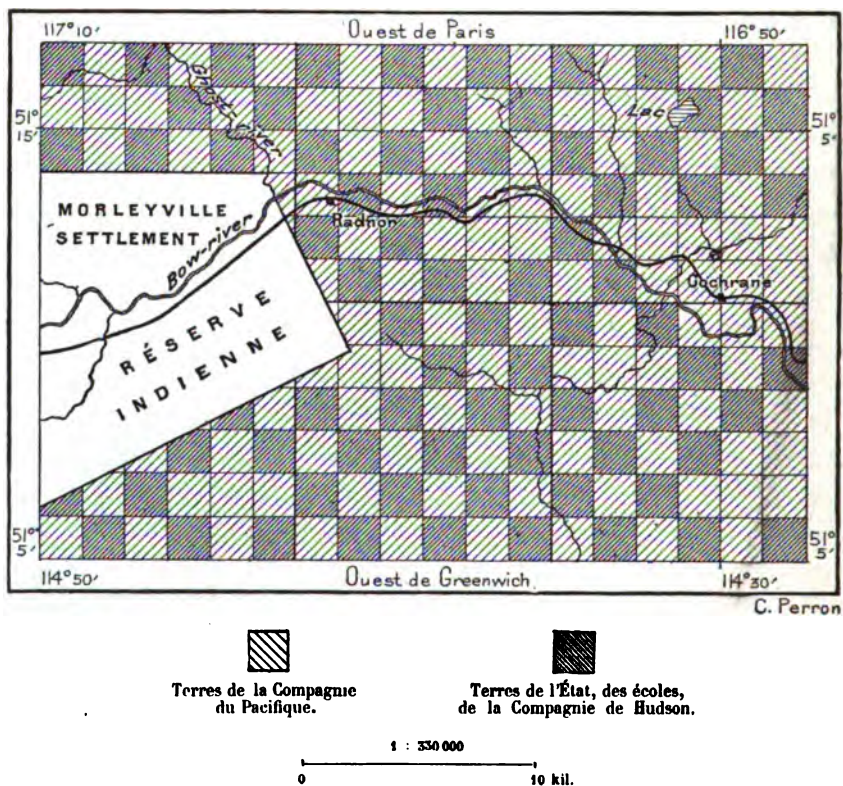 117°10′ Ouest de Paris 116°50′
Ghost-river
Lac
51° 51°
15′ 5°
MORLEYVILLE
SETTLEMENT
Bow-river
Radnor
Cochrane
RÉSERVE
INDIENNE
51° 51°
5′ 5′
114°50′ Ouest de Greenwich 114°30′
C. Perron
Terres de la Compagnie
du Pacifique.
Terres de l'État, des écoles,
de la Compagnie de Hudson.
1 : 330 000
0 10 kil.